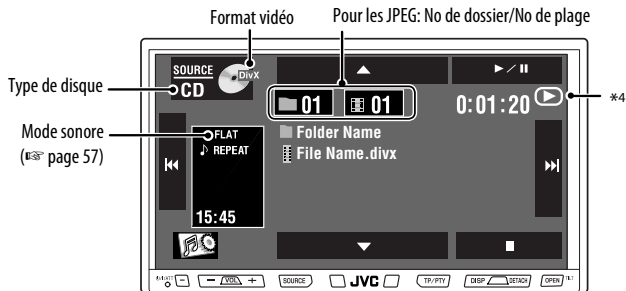 Format vidéo
Pour les JPEG: No de dossier/No de plage
Type de disque
Mode sonore
(☞ page 57)
*4
SOURCE
CD
DivX
01
01
0:01:20
FLAT
REPEAT
Folder Name
File Name.divx
15:45
VOL
SOURCE
JVC
TP/PTY
DISP
DETACH
OPEN
TILT